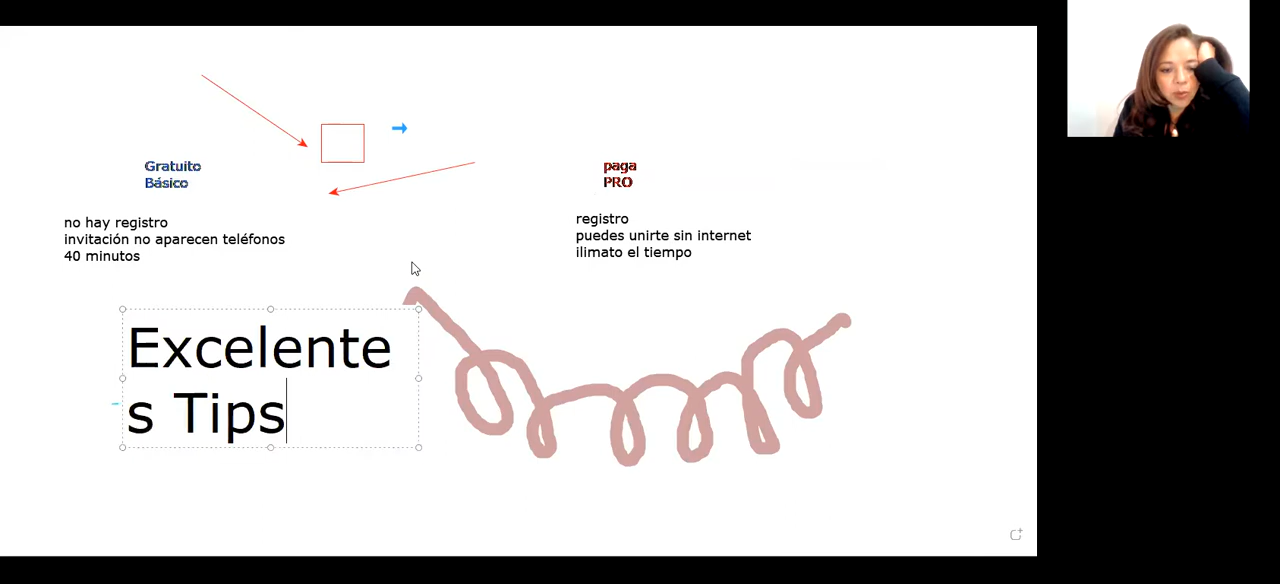 Gratuito
Básico
paga
PRO
no hay registro
invitación no aparecen teléfonos
40 minutos
registro
puedes unirte sin internet
ilimato el tiempo
Excelente
s Tips